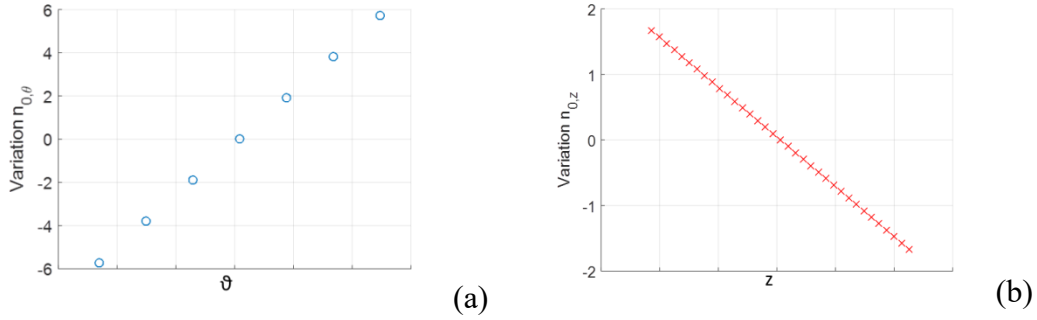 6
4
2
0
-2
-4
-6
Variation n0,θ
ϑ
(a)
2
1
0
-1
-2
Variation n0,z
z
(b)